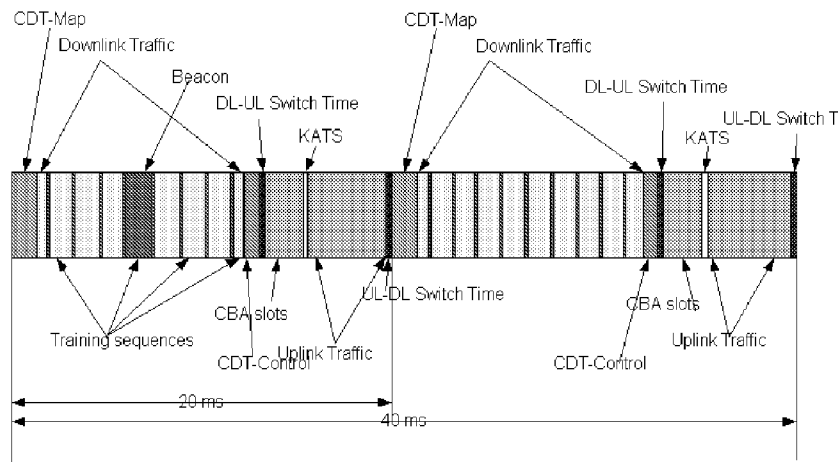 CDT-Map
CDT-Map
Downlink Traffic
Downlink Traffic
Beacon
DL-UL Switch Time
DL-UL Switch Time
UL-DL Switch T
KATS
KATS
UL-DL Switch Time
CBA slots
CBA slots
Training sequences
Uplink Traffic
Uplink Traffic
CDT-Control
CDT-Control
20 ms
40 ms